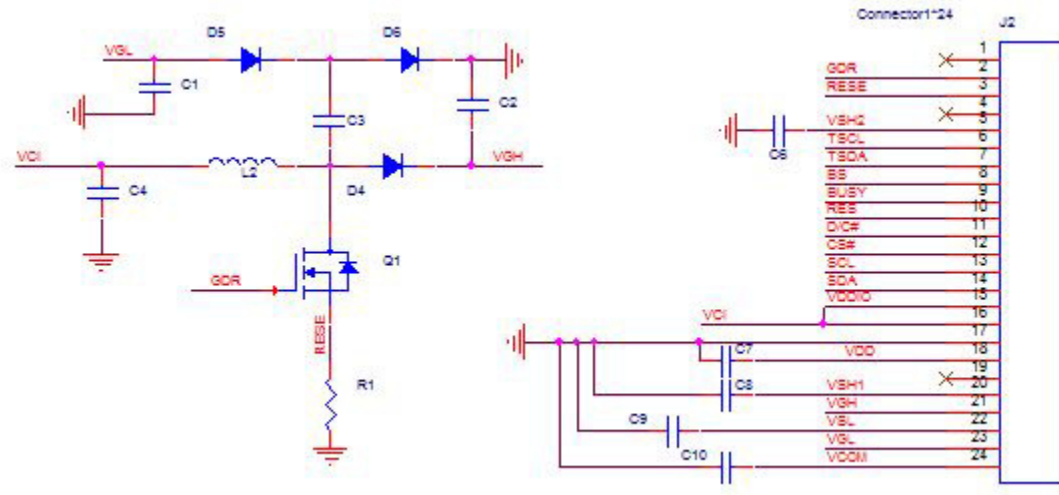 Connector1*24
J2
D5
D6
VGL
C1
C2
C3
VCI
L2
D4
VGH
C4
Q1
GDR
RESE
R1
1
GDR
2
RESE
3
4
VSH2
5
C6
TSCL
6
TSDA
7
BS
8
BUSY
9
RES
10
D/C#
11
CS#
12
SCL
13
SDA
14
VDDIO
15
VCI
16
17
C7
VDD
18
19
C8
VSH1
20
VGH
21
C9
VSL
22
VGL
23
C10
VCOM
24